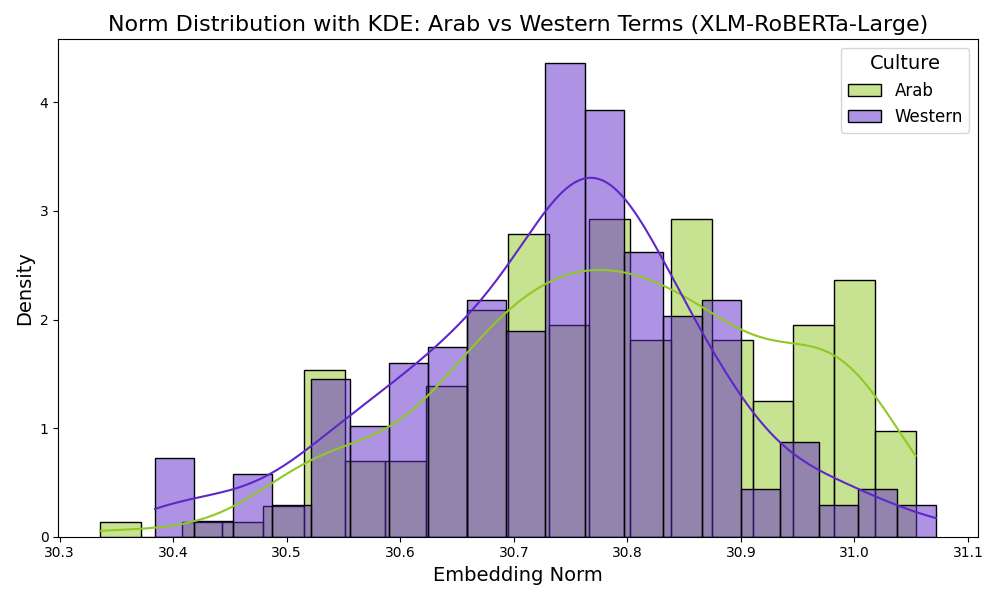 Norm Distribution with KDE: Arab vs Western Terms (XLM-RoBERTa-Large)
Culture
Arab
Western
Density
4
3
2
1
0
30.3 30.4 30.5 30.6 30.7 30.8 30.9 31.0 31.1
Embedding Norm